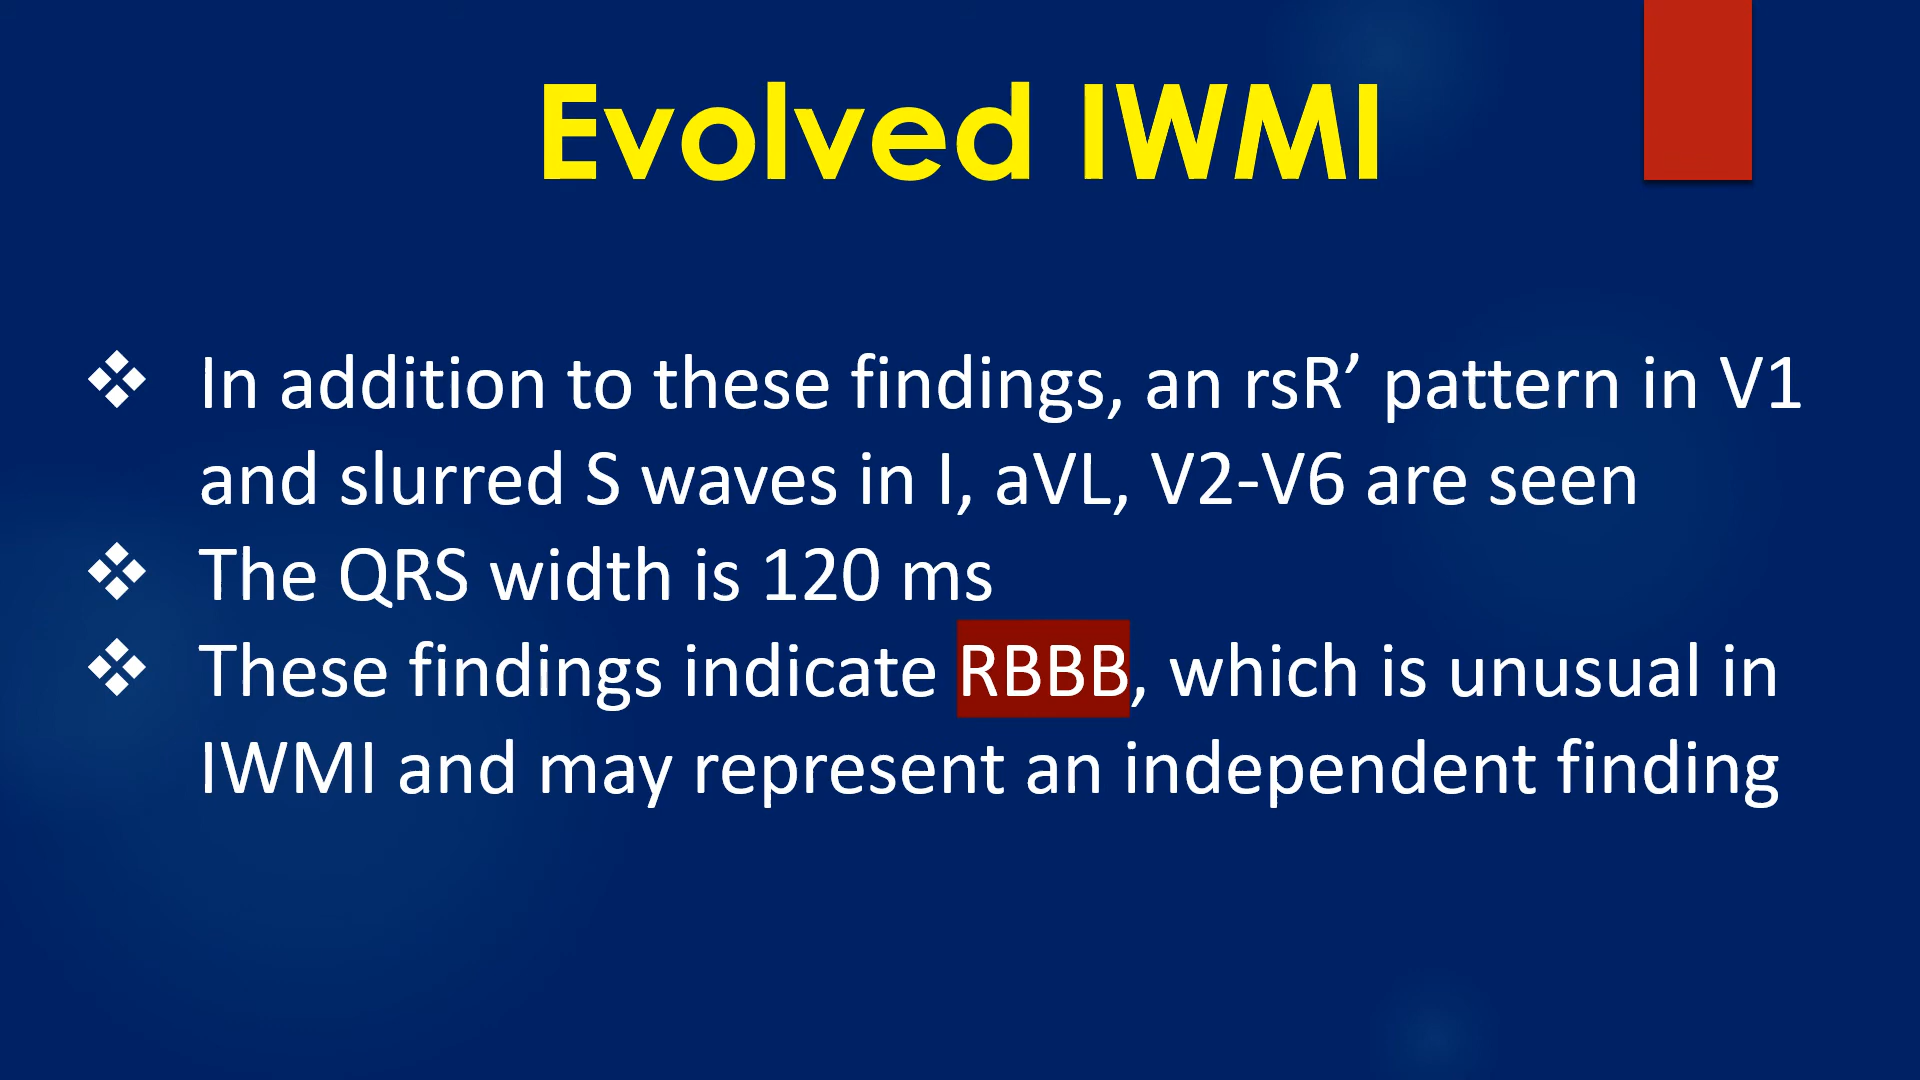 Evolved IWMI
❖ In addition to these findings, an rsR’ pattern in V1
and slurred S waves in I, aVL, V2-V6 are seen
❖ The QRS width is 120 ms
❖ These findings indicate RBBB, which is unusual in
IWMI and may represent an independent finding